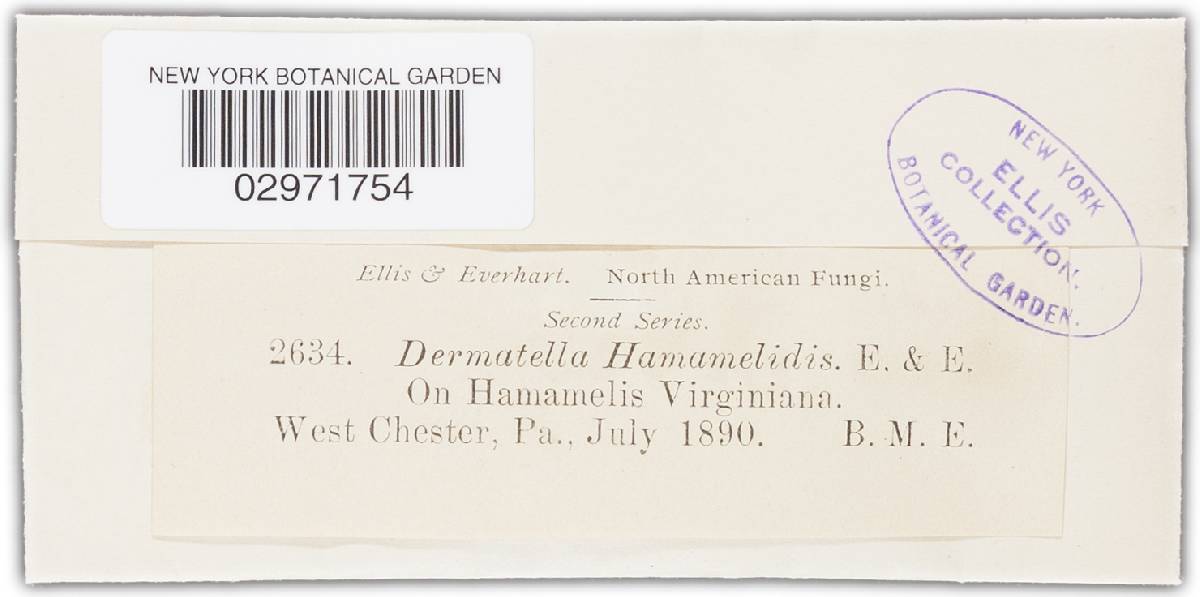 NEW YORK BOTANICAL GARDEN
02971754
NEW YORK
ELLIS
COLLECTION.
BOTANICAL GARDEN.
Ellis & Everhart. North American Fungi.
Second Series.
2634. Dermatella Hamamelidis. E. & E.
On Hamamelis Virginiana.
West Chester, Pa., July 1890. B. M. E.